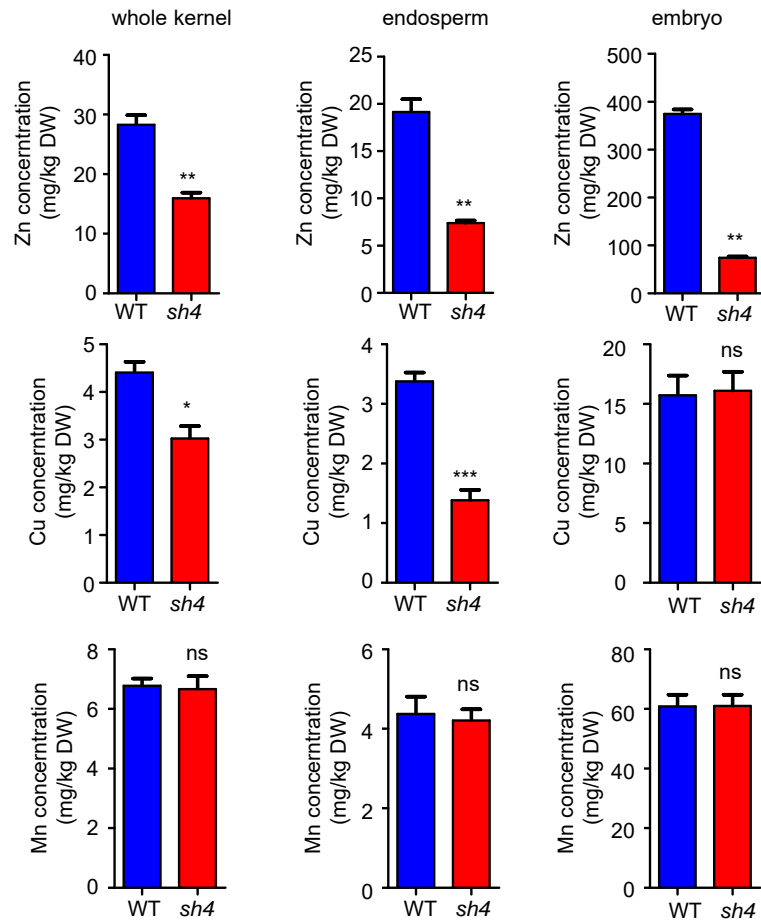 whole kernel endosperm embryo
Zn concerntration
(mg/kg DW)
40
30
20
10
0
**
WT sh4
Zn concerntration
(mg/kg DW)
25
20
15
10
5
0
**
WT sh4
Zn concerntration
(mg/kg DW)
500
400
300
200
100
0
**
WT sh4
Cu concerntration
(mg/kg DW)
5
4
3
2
1
0
*
WT sh4
Cu concerntration
(mg/kg DW)
4
3
2
1
0
***
WT sh4
Cu concerntration
(mg/kg DW)
20
15
10
5
0
ns
WT sh4
Mn concerntration
(mg/kg DW)
8
6
4
2
0
ns
WT sh4
Mn concerntration
(mg/kg DW)
6
4
2
0
ns
WT sh4
Mn concerntration
(mg/kg DW)
80
60
40
20
0
ns
WT sh4